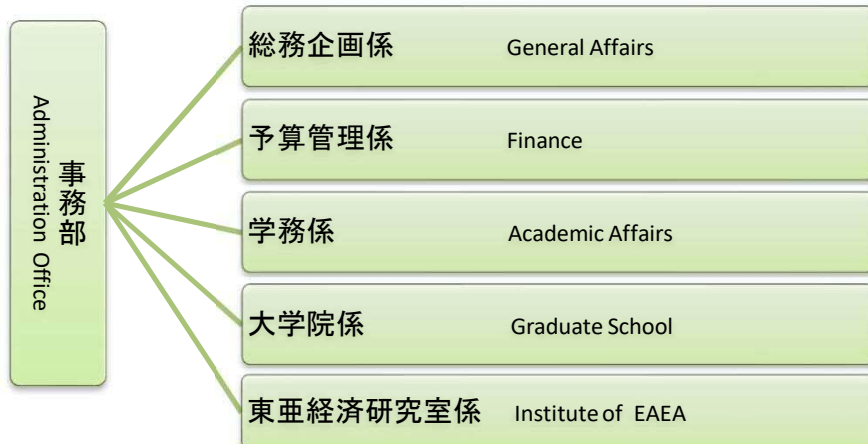 事務部
Administration Office
総務企画係 General Affairs
予算管理係 Finance
学務係 Academic Affairs
大学院係 Graduate School
東亜経済研究室係 Institute of EAEA